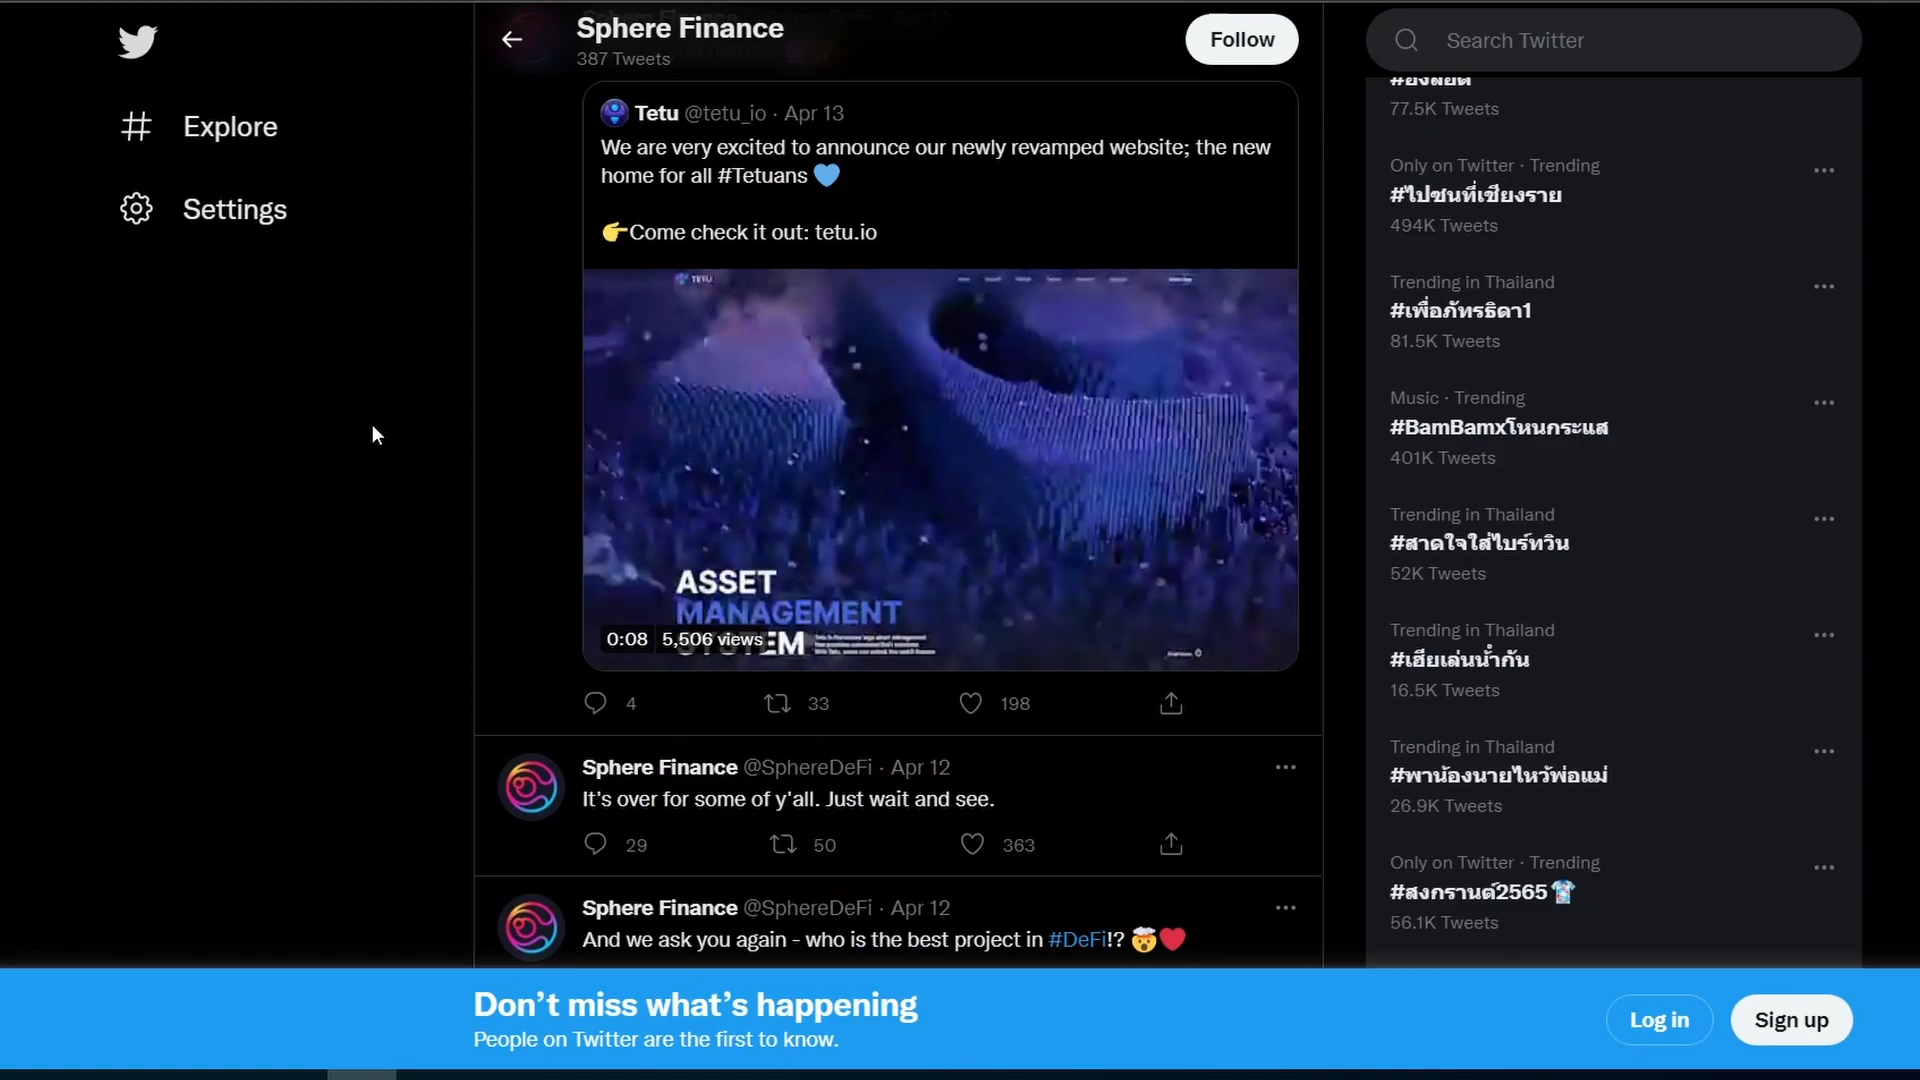 Sphere Finance
387 Tweets
Follow
Explore
Settings
Tetu @tetu_io · Apr 13
We are very excited to announce our newly revamped website; the new
home for all #Tetuans 💙
👉Come check it out: tetu.io
TETU
ASSET
MANAGEMENT
0:08 5,506 views
4 33 198
Sphere Finance @SphereDeFi · Apr 12
It's over for some of y'all. Just wait and see.
29 50 363
Sphere Finance @SphereDeFi · Apr 12
And we ask you again - who is the best project in #DeFi!? 🤯❤️
Search Twitter
77.5K Tweets
Only on Twitter · Trending
#ไปชนที่เชียงราย
494K Tweets
Trending in Thailand
#เพื่อภัทรธิดา1
81.5K Tweets
Music · Trending
#BamBamxโหนกระแส
401K Tweets
Trending in Thailand
#สาดใจใส่ไบร์ทวิน
52K Tweets
Trending in Thailand
#เฮียเล่นน้ำกัน
16.5K Tweets
Trending in Thailand
#พาน้องนายไหว้พ่อแม่
26.9K Tweets
Only on Twitter · Trending
#สงกรานต์2565👕
56.1K Tweets
Don’t miss what’s happening
People on Twitter are the first to know.
Log in
Sign up